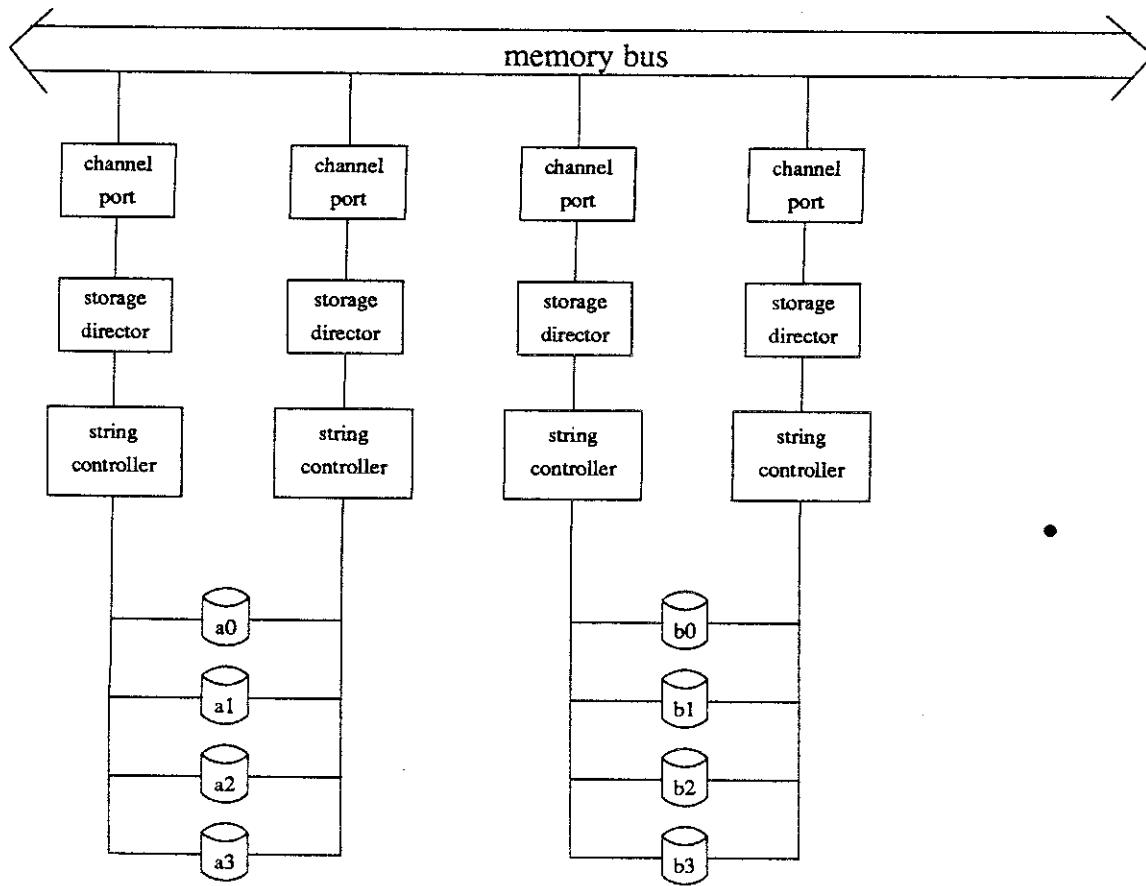 memory bus
channel
port
channel
port
channel
port
channel
port
storage
director
storage
director
storage
director
storage
director
string
controller
string
controller
string
controller
string
controller
a0
b0
a1
b1
a2
b2
a3
b3